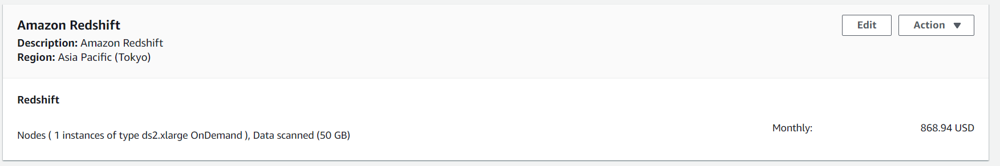 Amazon Redshift
Edit
Action
Description: Amazon Redshift
Region: Asia Pacific (Tokyo)
Redshift
Nodes ( 1 instances of type ds2.xlarge OnDemand ), Data scanned (50 GB)
Monthly: 868.94 USD